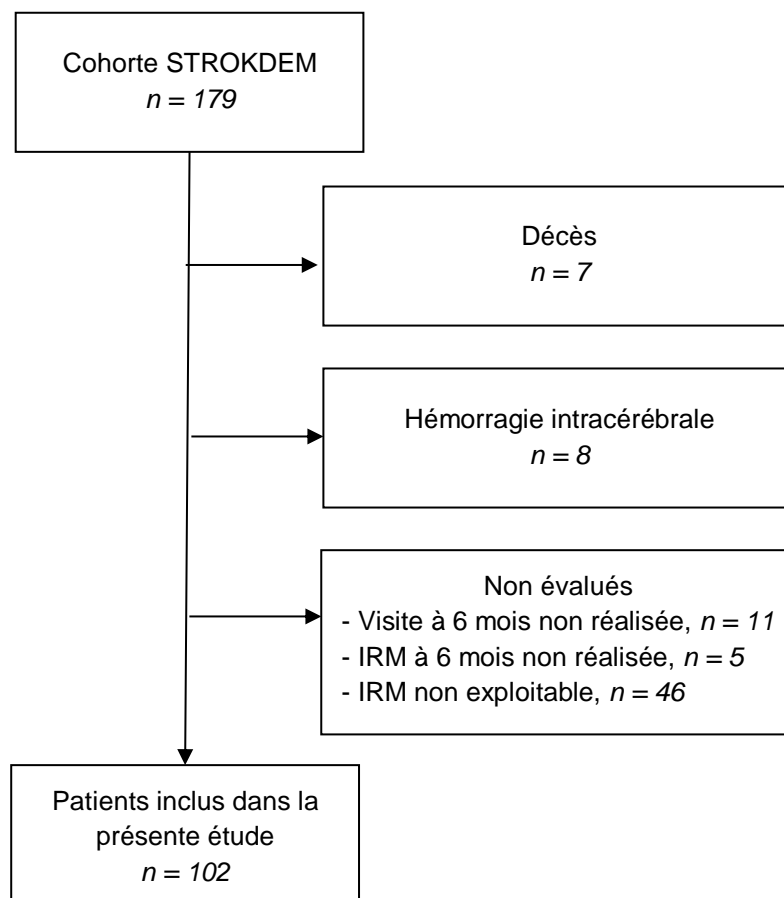 Cohorte STROKDEM
n = 179
Décès
n = 7
Hémorragie intracérébrale
n = 8
Non évalués
- Visite à 6 mois non réalisée, n = 11
- IRM à 6 mois non réalisée, n = 5
- IRM non exploitable, n = 46
Patients inclus dans la
présente étude
n = 102